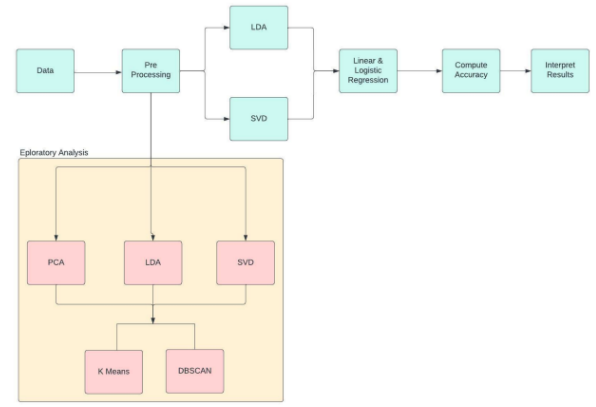 LDA
Data
Pre
Processing
Linear &
Logistic
Regression
Compute
Accuracy
Interpret
Results
SVD
Eploratory Analysis
PCA
LDA
SVD
K Means
DBSCAN